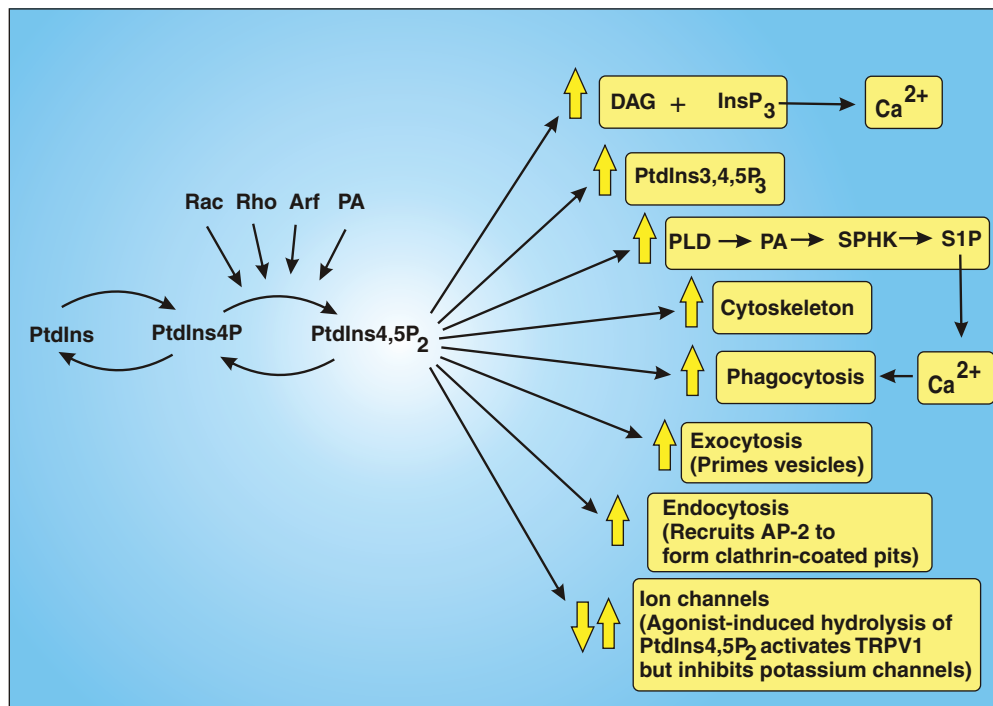 DAG + InsP3
Ca2+
PtdIns3,4,5P3
Rac Rho Arf PA
PLD PA SPHK S1P
Cytoskeleton
PtdIns PtdIns4P PtdIns4,5P2
Phagocytosis
Ca2+
Exocytosis
(Primes vesicles)
Endocytosis
(Recruits AP-2 to
form clathrin-coated pits)
Ion channels
(Agonist-induced hydrolysis of
PtdIns4,5P2 activates TRPV1
but inhibits potassium channels)